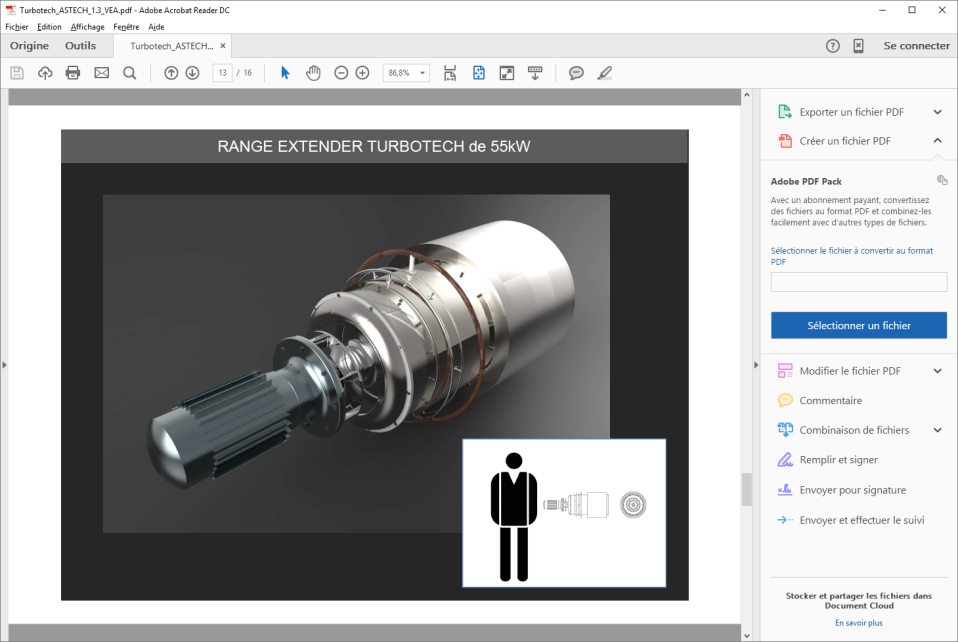 Turbotech_ASTECH_1.3_VEA.pdf - Adobe Acrobat Reader DC
Fichier Edition Affichage Fenêtre Aide
Origine Outils Turbotech_ASTECH... × Se connecter
13 / 16 86,8%
RANGE EXTENDER TURBOTECH de 55kW
Exporter un fichier PDF
Créer un fichier PDF
Adobe PDF Pack
Avec un abonnement payant, convertissez
des fichiers au format PDF et combinez-les
facilement avec d'autres types de fichiers.
Sélectionner le fichier à convertir au format
PDF
Sélectionner un fichier
Modifier le fichier PDF
Commentaire
Combinaison de fichiers
Remplir et signer
Envoyer pour signature
Envoyer et effectuer le suivi
Stocker et partager les fichiers dans
Document Cloud
En savoir plus